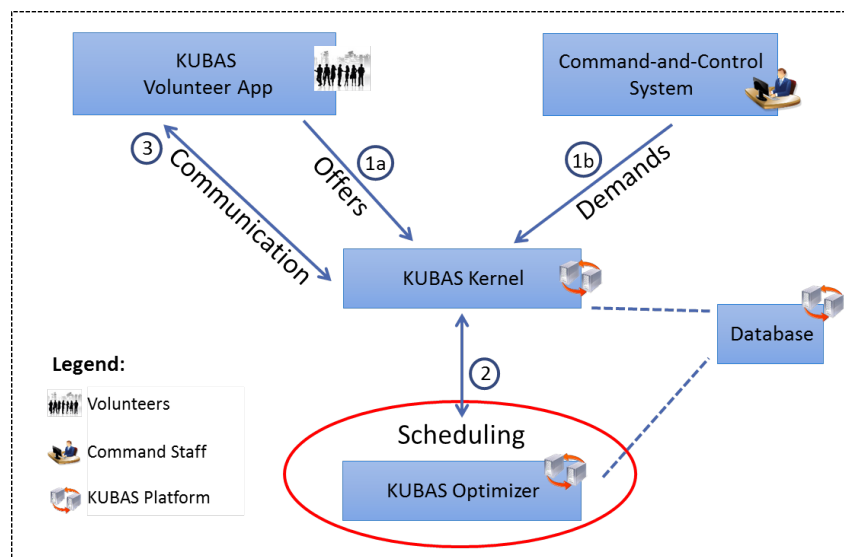 KUBAS
Volunteer App
Command-and-Control
System
3
Communication
1a
Offers
1b
Demands
KUBAS Kernel
Database
2
Legend:
Volunteers
Command Staff
KUBAS Platform
Scheduling
KUBAS Optimizer